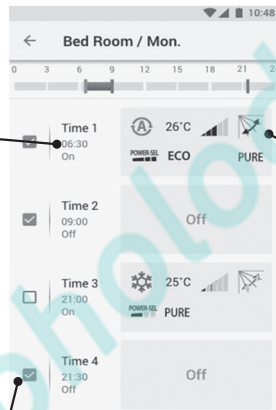 10:48
Bed Room / Mon.
0 3 6 9 12 15 18 21
Time 1
06:30
On
A 26°C
POWER-SEL ECO PURE
Time 2
09:00
Off
Off
Time 3
21:00
On
25°C
POWER-SEL PURE
Time 4
21:30
Off
Off